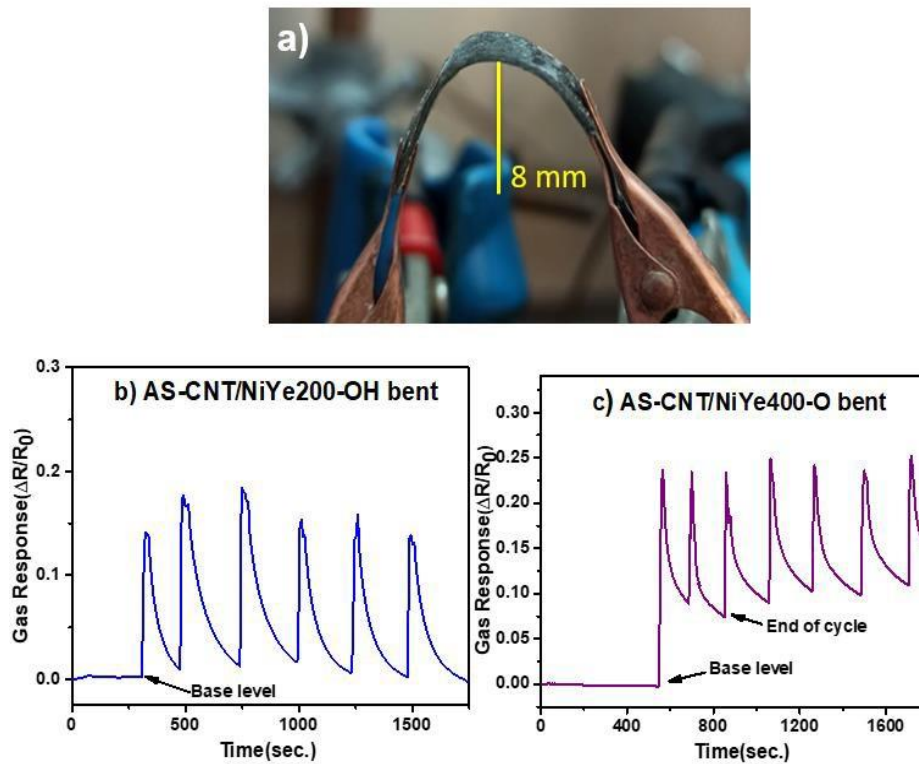 a)
8 mm
b) AS-CNT/NiYe200-OH bent
Gas Response(ΔR/R0)
0.3
0.2
0.1
0.0
Base level
0 500 1000 1500
Time(sec.)
c) AS-CNT/NiYe400-O bent
Gas Response(ΔR/R0)
0.30
0.25
0.20
0.15
0.10
0.05
0.00
End of cycle
Base level
0 400 800 1200 1600
Time(sec.)